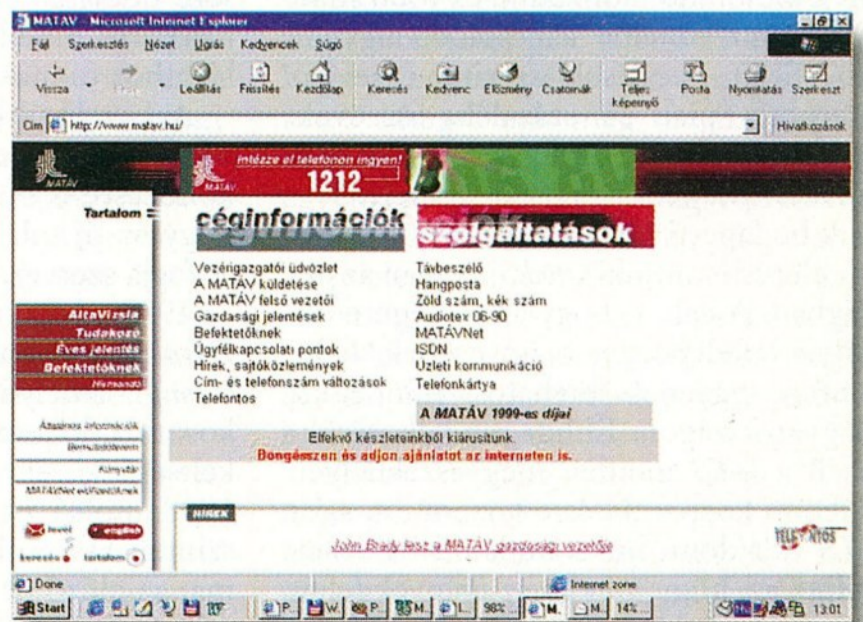 MATAV - Microsoft Internet Explorer
Fájl Szerkesztés Nézet Ugrás Kedvencek Súgó
Vissza Leállítás Frissítés Kezdőlap Keresés Kedvenc Előzmény Csatornák Teljes képernyő Posta Nyomtatás Szerkeszt
Cím http://www.matav.hu/ Hivatkozások
MATÁV
Intézze el telefonon ingyen!
1212
Tartalom
céginformációk
szolgáltatások
Vezérigazgatói üdvözlet
A MATÁV küldetése
A MATÁV felső vezetői
Gazdasági jelentések
Befektetőknek
Ügyfélkapcsolati pontok
Hírek, sajtóközlemények
Cím- és telefonszám változások
Telefontos
Távbeszélő
Hangposta
Zöld szám, kék szám
Audiotex 06-90
MATÁVNet
ISDN
Üzleti kommunikáció
Telefonkártya
A MATÁV 1999-es díjai
AltaVizsla
Tudakozó
Éves jelentés
Befektetőknek
Hírmondó
Általános információk
Bemutatóterem
Könyvtár
MATÁVNet előfizetőknek
levél english
keresés tartalom
Elfekvő készleteinkből kiárusítunk.
Böngésszen és adjon ajánlatot az interneten is.
HÍREK
John Brady lesz a MATÁV gazdasági vezetője
Done Internet zone
Start P... W... P... M... L... 98%... M... M... 14%... 13:01